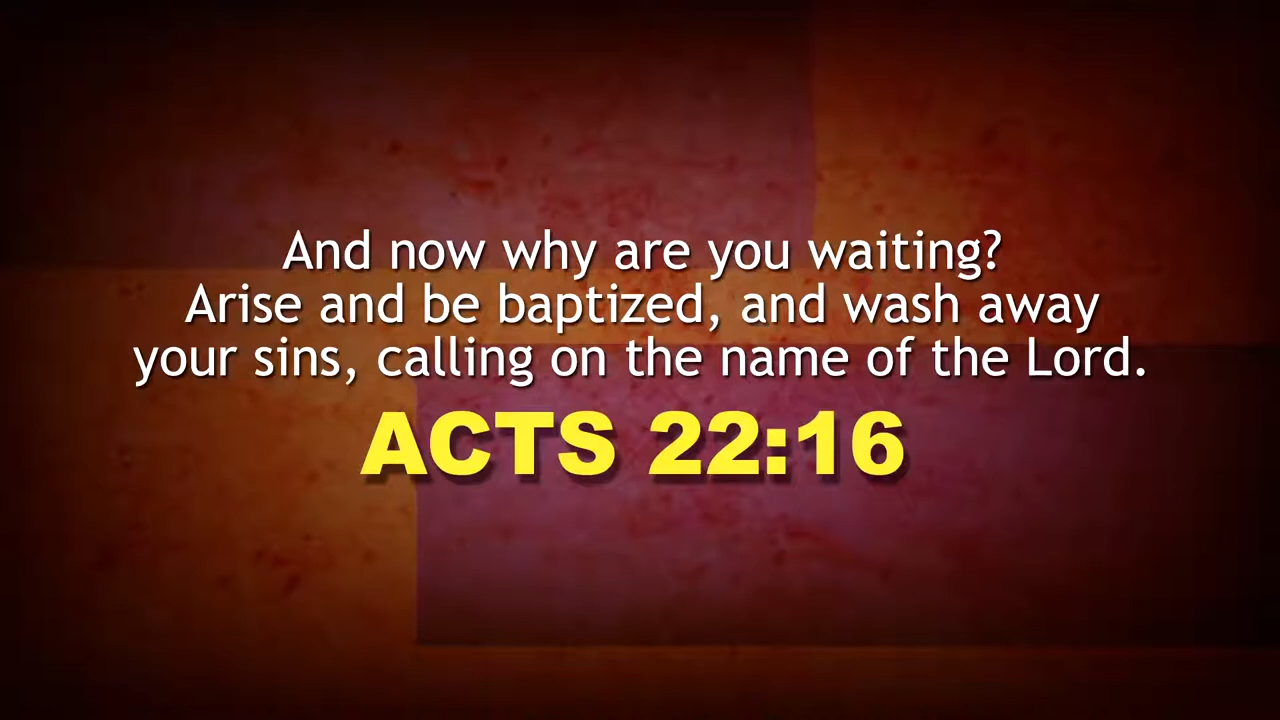 And now why are you waiting?
Arise and be baptized, and wash away
your sins, calling on the name of the Lord.
ACTS 22:16